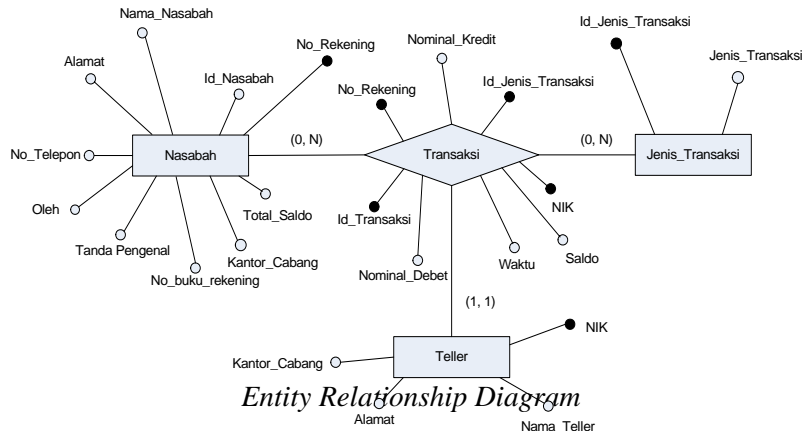 Nama_Nasabah
Id_Jenis_Transaksi
No_Rekening
Nominal_Kredit
Jenis_Transaksi
Alamat
Id_Nasabah
No_Rekening
Id_Jenis_Transaksi
No_Telepon
Nasabah
(0, N)
Transaksi
(0, N)
Jenis_Transaksi
Oleh
Total_Saldo
Id_Transaksi
NIK
Tanda Pengenal
Kantor_Cabang
No_buku_rekening
Nominal_Debet
Waktu
Saldo
(1, 1)
NIK
Teller
Kantor_Cabang
Entity Relationship Diagram
Alamat
Nama_Teller